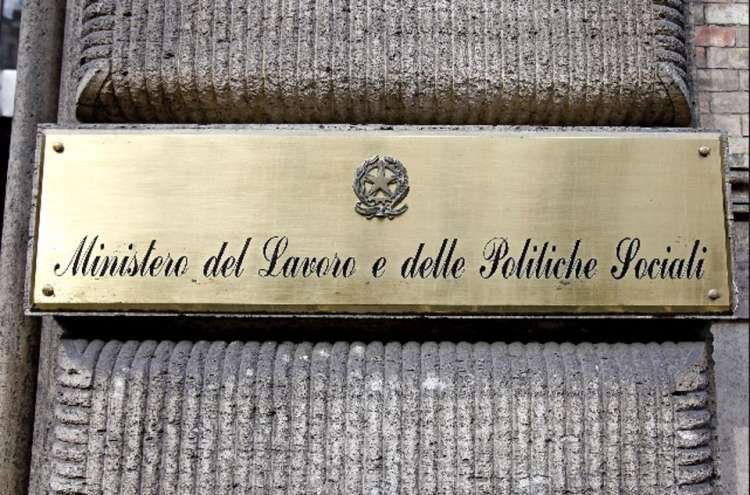 Ministero del Lavoro e delle Politiche Sociali